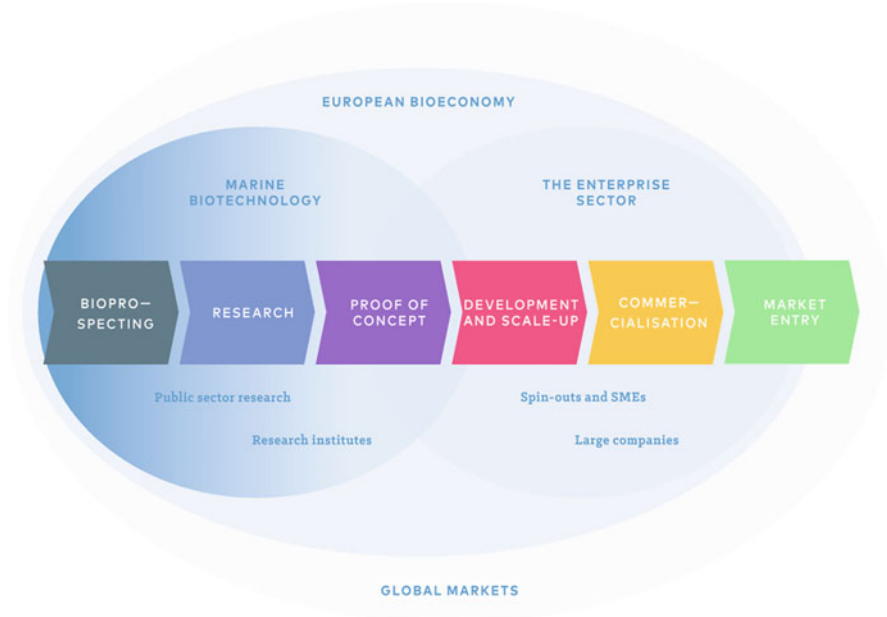 EUROPEAN BIOECONOMY
MARINE
BIOTECHNOLOGY
THE ENTERPRISE
SECTOR
BIOPRO—
SPECTING
RESEARCH
PROOF OF
CONCEPT
DEVELOPMENT
AND SCALE-UP
COMMER—
CIALISATION
MARKET
ENTRY
Public sector research
Spin-outs and SMEs
Research institutes
Large companies
GLOBAL MARKETS